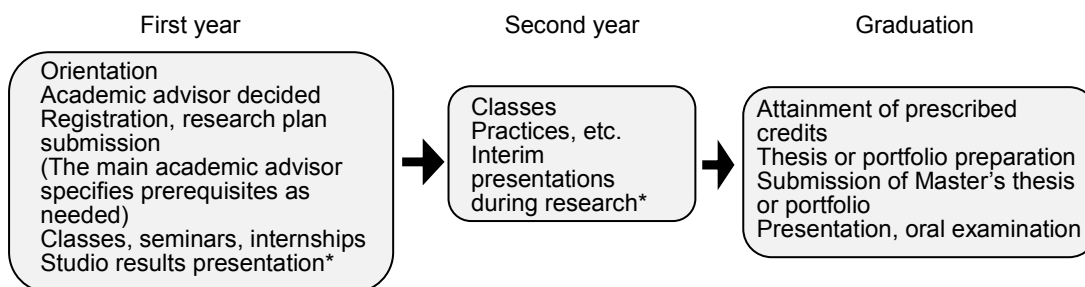 First year
Second year
Graduation
Orientation
Academic advisor decided
Registration, research plan
submission
(The main academic advisor
specifies prerequisites as
needed)
Classes, seminars, internships
Studio results presentation*
Classes
Practices, etc.
Interim
presentations
during research*
Attainment of prescribed
credits
Thesis or portfolio preparation
Submission of Master’s thesis
or portfolio
Presentation, oral examination